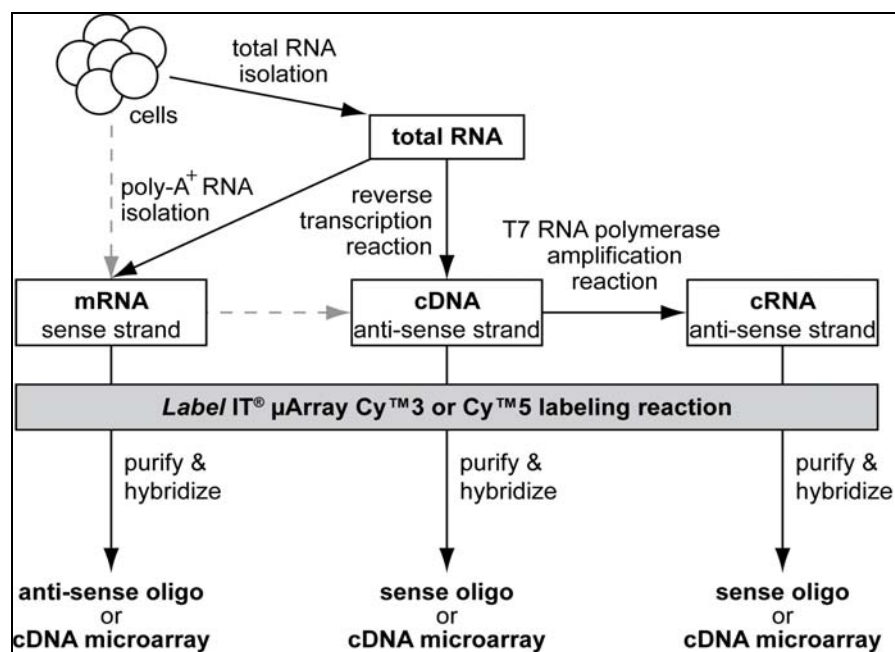 total RNA
isolation
cells
total RNA
poly-A⁺ RNA
isolation
reverse
transcription
reaction
T7 RNA polymerase
amplification
reaction
mRNA
sense strand
cDNA
anti-sense strand
cRNA
anti-sense strand
Label IT® µArray Cy™3 or Cy™5 labeling reaction
purify &
hybridize
purify &
hybridize
purify &
hybridize
anti-sense oligo
or
cDNA microarray
sense oligo
or
cDNA microarray
sense oligo
or
cDNA microarray